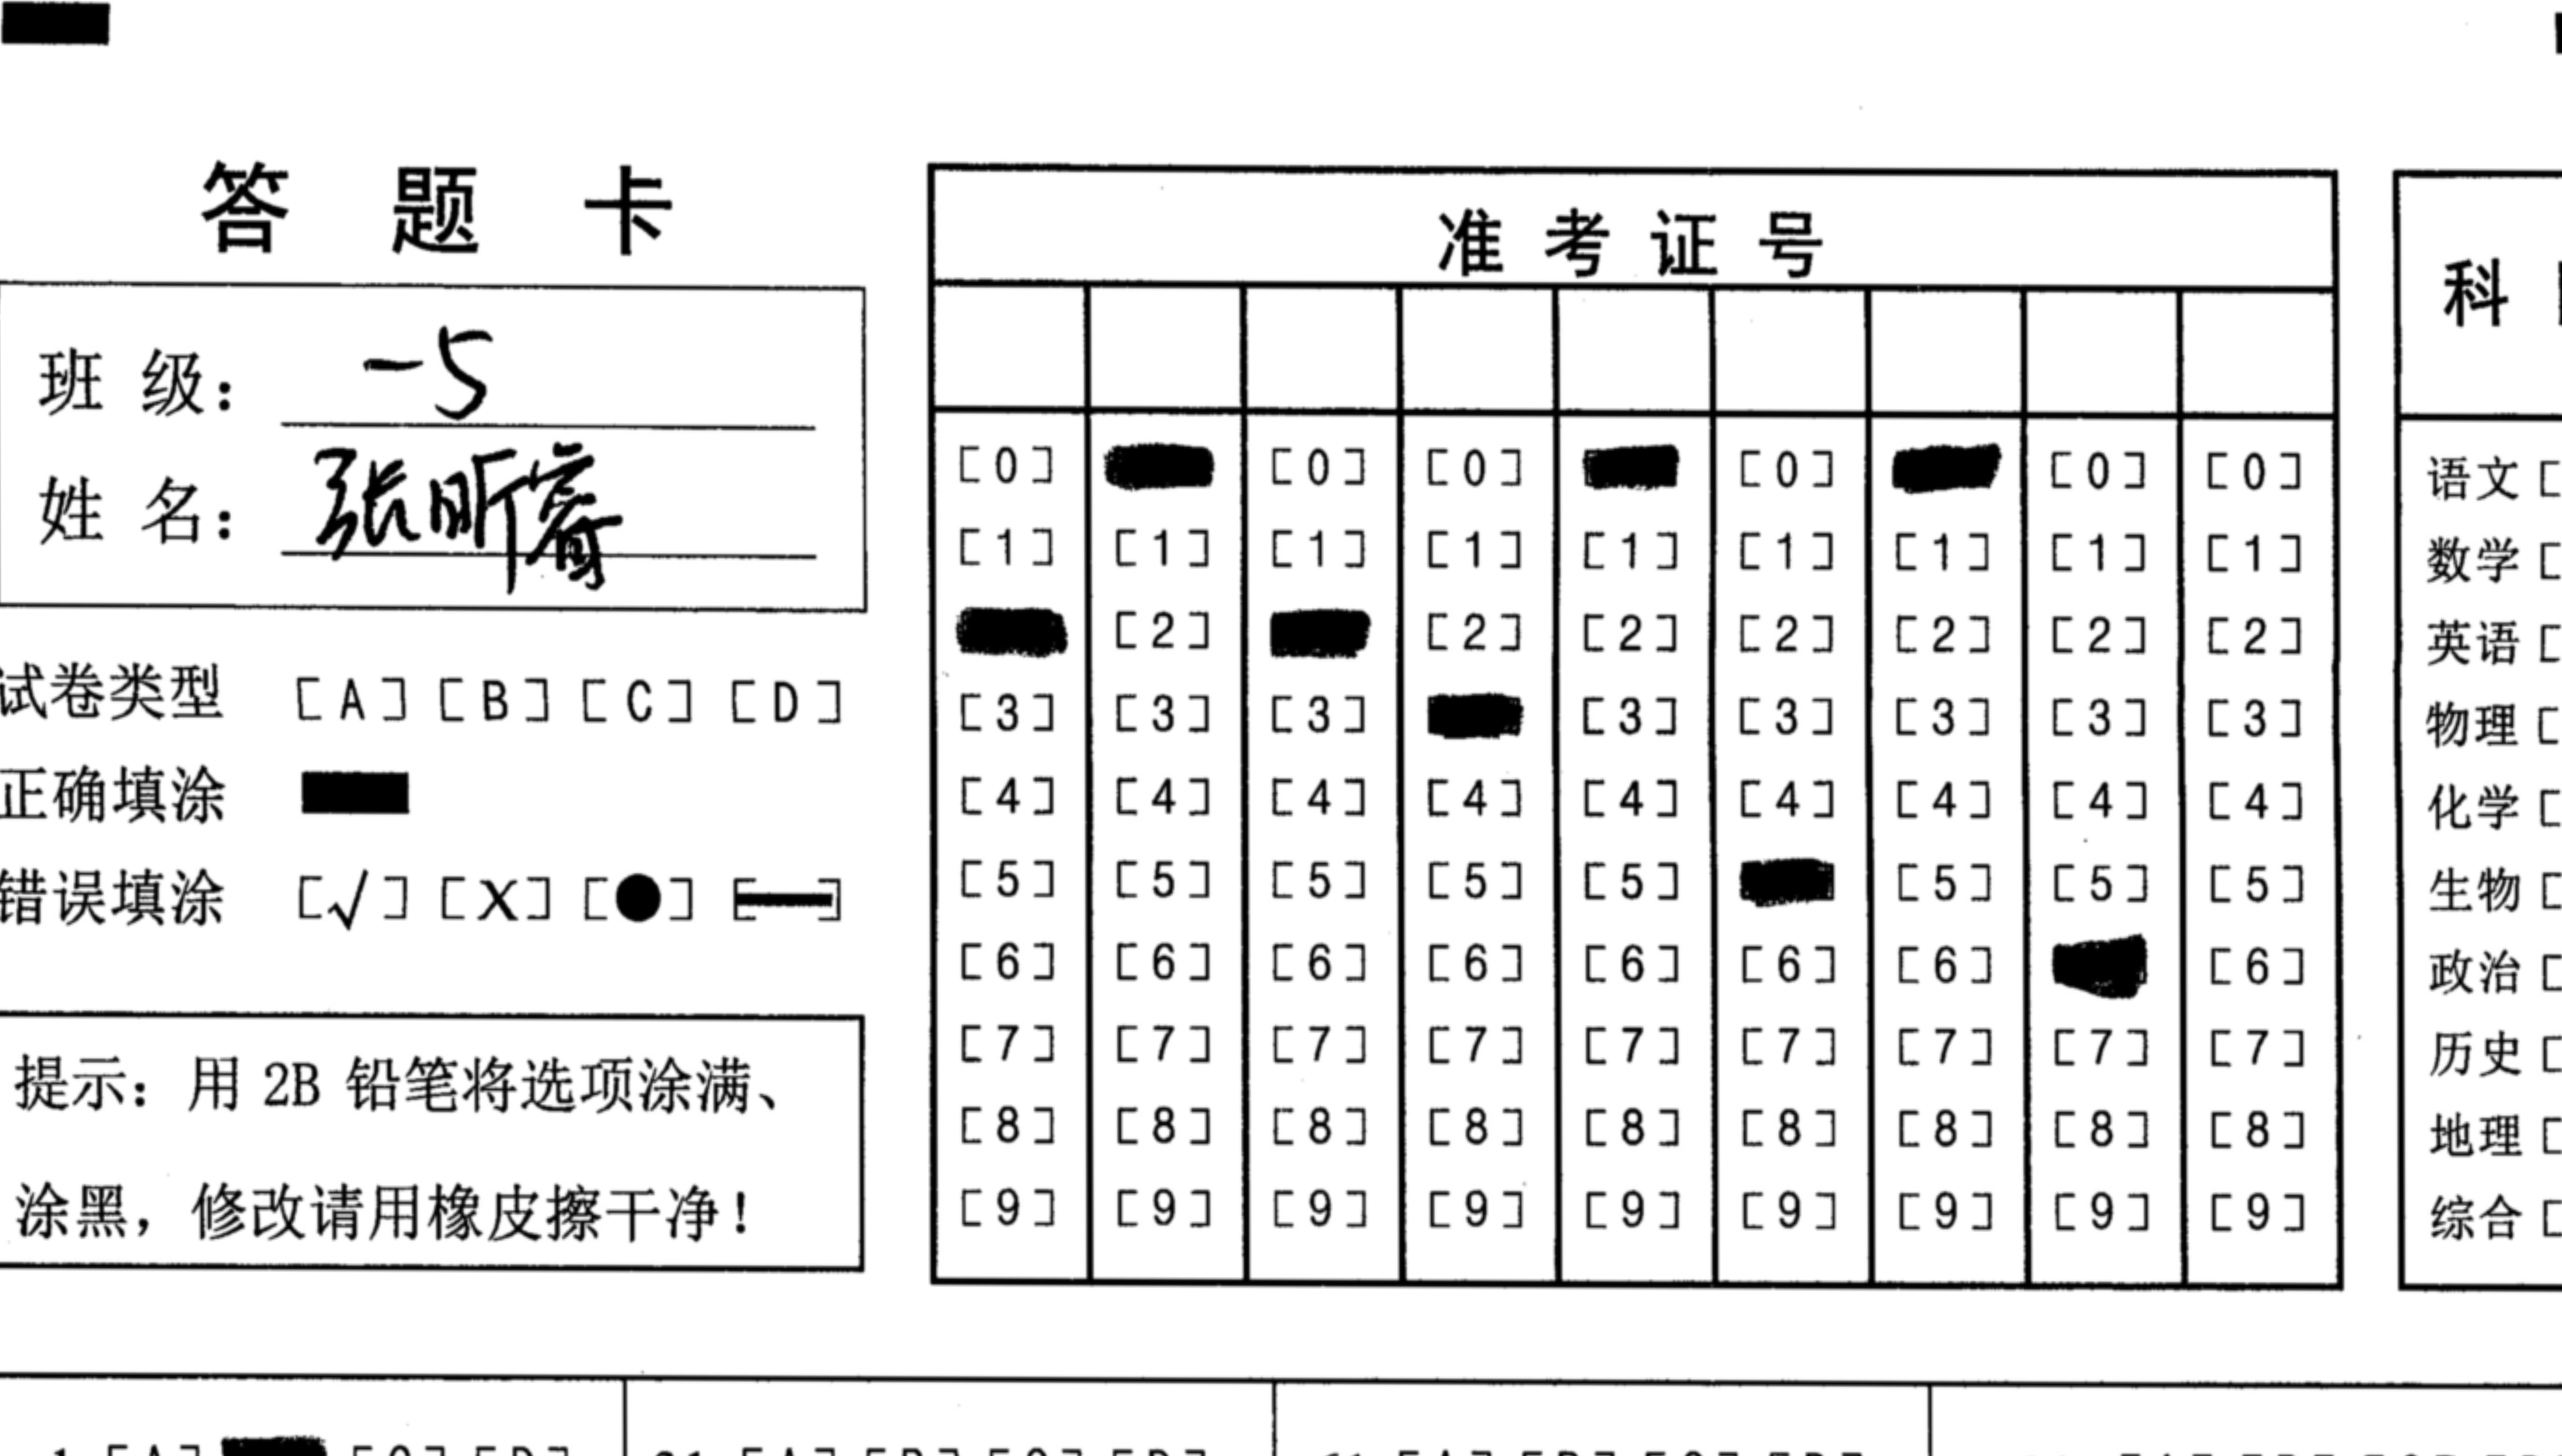 答 题 卡
班 级： 一5
姓 名： 张昕睿
试卷类型 [A] [B] [C] [D]
正确填涂
错误填涂 [√] [X] [●] [—]
提示：用 2B 铅笔将选项涂满、
涂黑，修改请用橡皮擦干净！
准 考 证 号
[0] [0] [0] [0] [0] [0]
[1] [1] [1] [1] [1] [1] [1] [1] [1]
[2] [2] [2] [2] [2] [2] [2]
[3] [3] [3] [3] [3] [3] [3] [3]
[4] [4] [4] [4] [4] [4] [4] [4] [4]
[5] [5] [5] [5] [5] [5] [5] [5]
[6] [6] [6] [6] [6] [6] [6] [6]
[7] [7] [7] [7] [7] [7] [7] [7] [7]
[8] [8] [8] [8] [8] [8] [8] [8] [8]
[9] [9] [9] [9] [9] [9] [9] [9] [9]
科
语文 [
数学 [
英语 [
物理 [
化学 [
生物 [
政治 [
历史 [
地理 [
综合 [